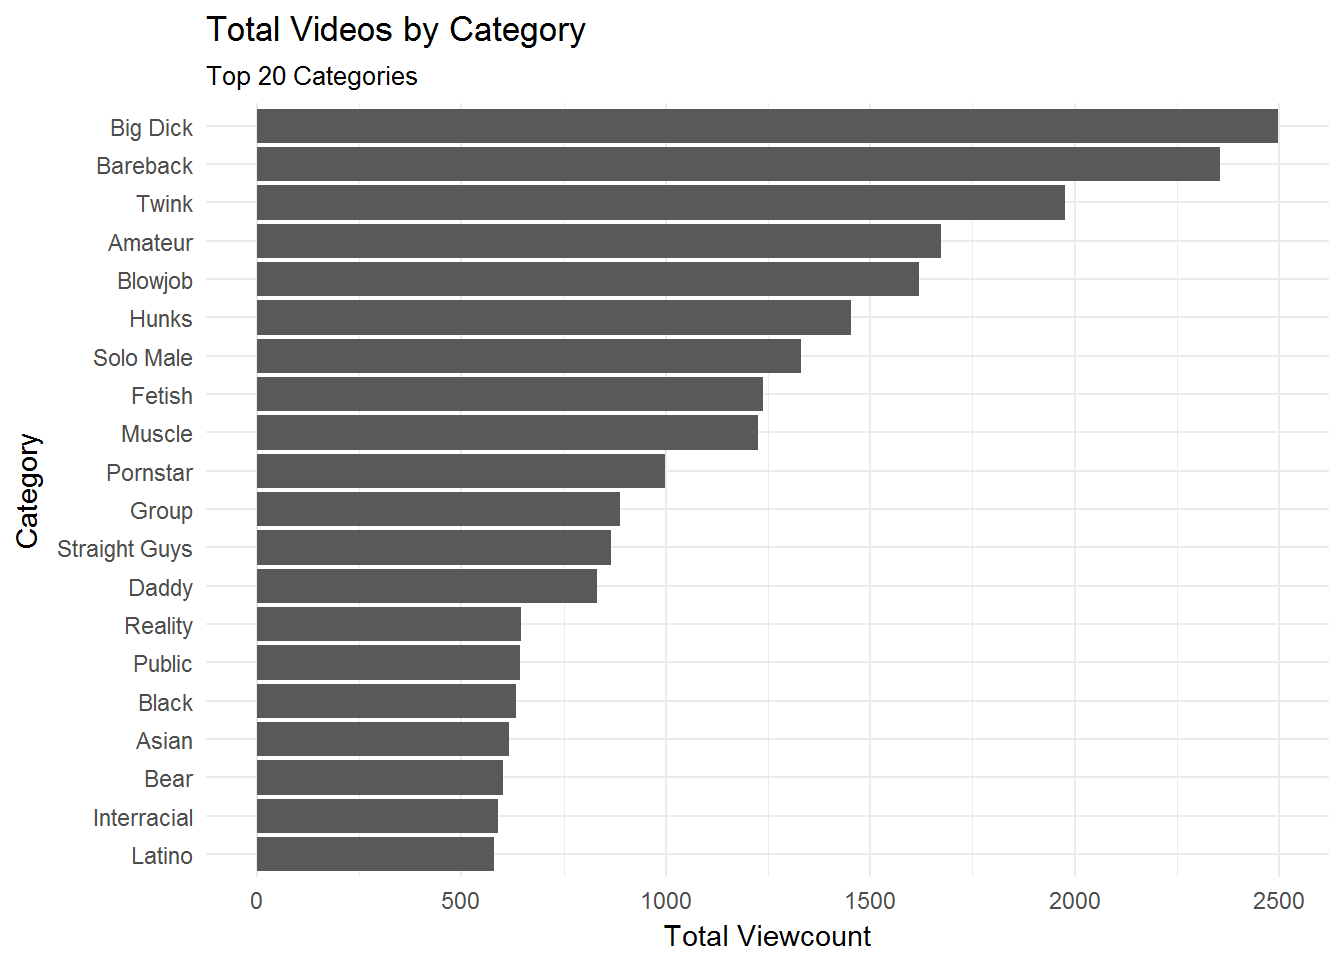 Total Videos by Category
Top 20 Categories
Big Dick
Bareback
Twink
Amateur
Blowjob
Hunks
Solo Male
Fetish
Muscle
Pornstar
Group
Straight Guys
Daddy
Reality
Public
Black
Asian
Bear
Interracial
Latino
Category
0 500 1000 1500 2000 2500
Total Viewcount